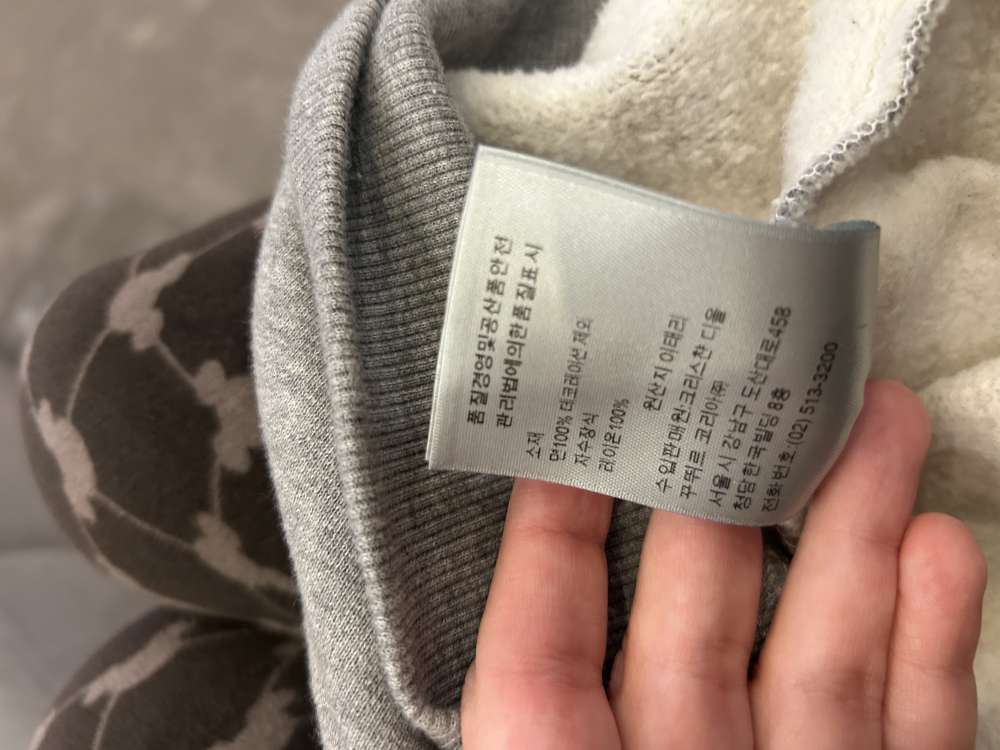 품질경영및공산품안전
관리법에의한품질표시
소재
면100% 데코레이션 제외
자수장식
레이온100%
원산지 이태리
수입판매원:크리스챤 디올
꾸뛰르 코리아㈜
서울시 강남구 도산대로458
청담한국빌딩 8층
전화번호:(02) 513-3200